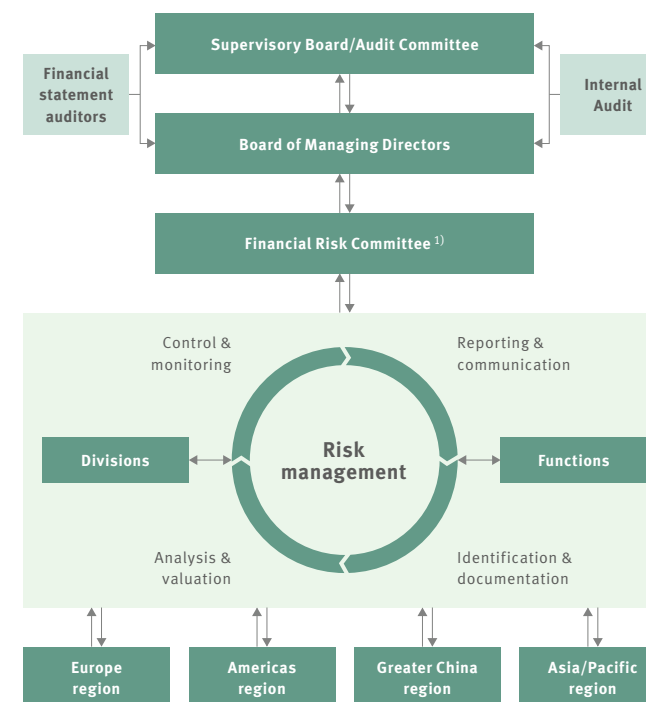 Supervisory Board/Audit Committee
Financial
statement
auditors
Internal
Audit
Board of Managing Directors
Financial Risk Committee 1)
Control &
monitoring
Reporting &
communication
Divisions
Risk
management
Functions
Analysis &
valuation
Identification &
documentation
Europe
region
Americas
region
Greater China
region
Asia/Pacific
region